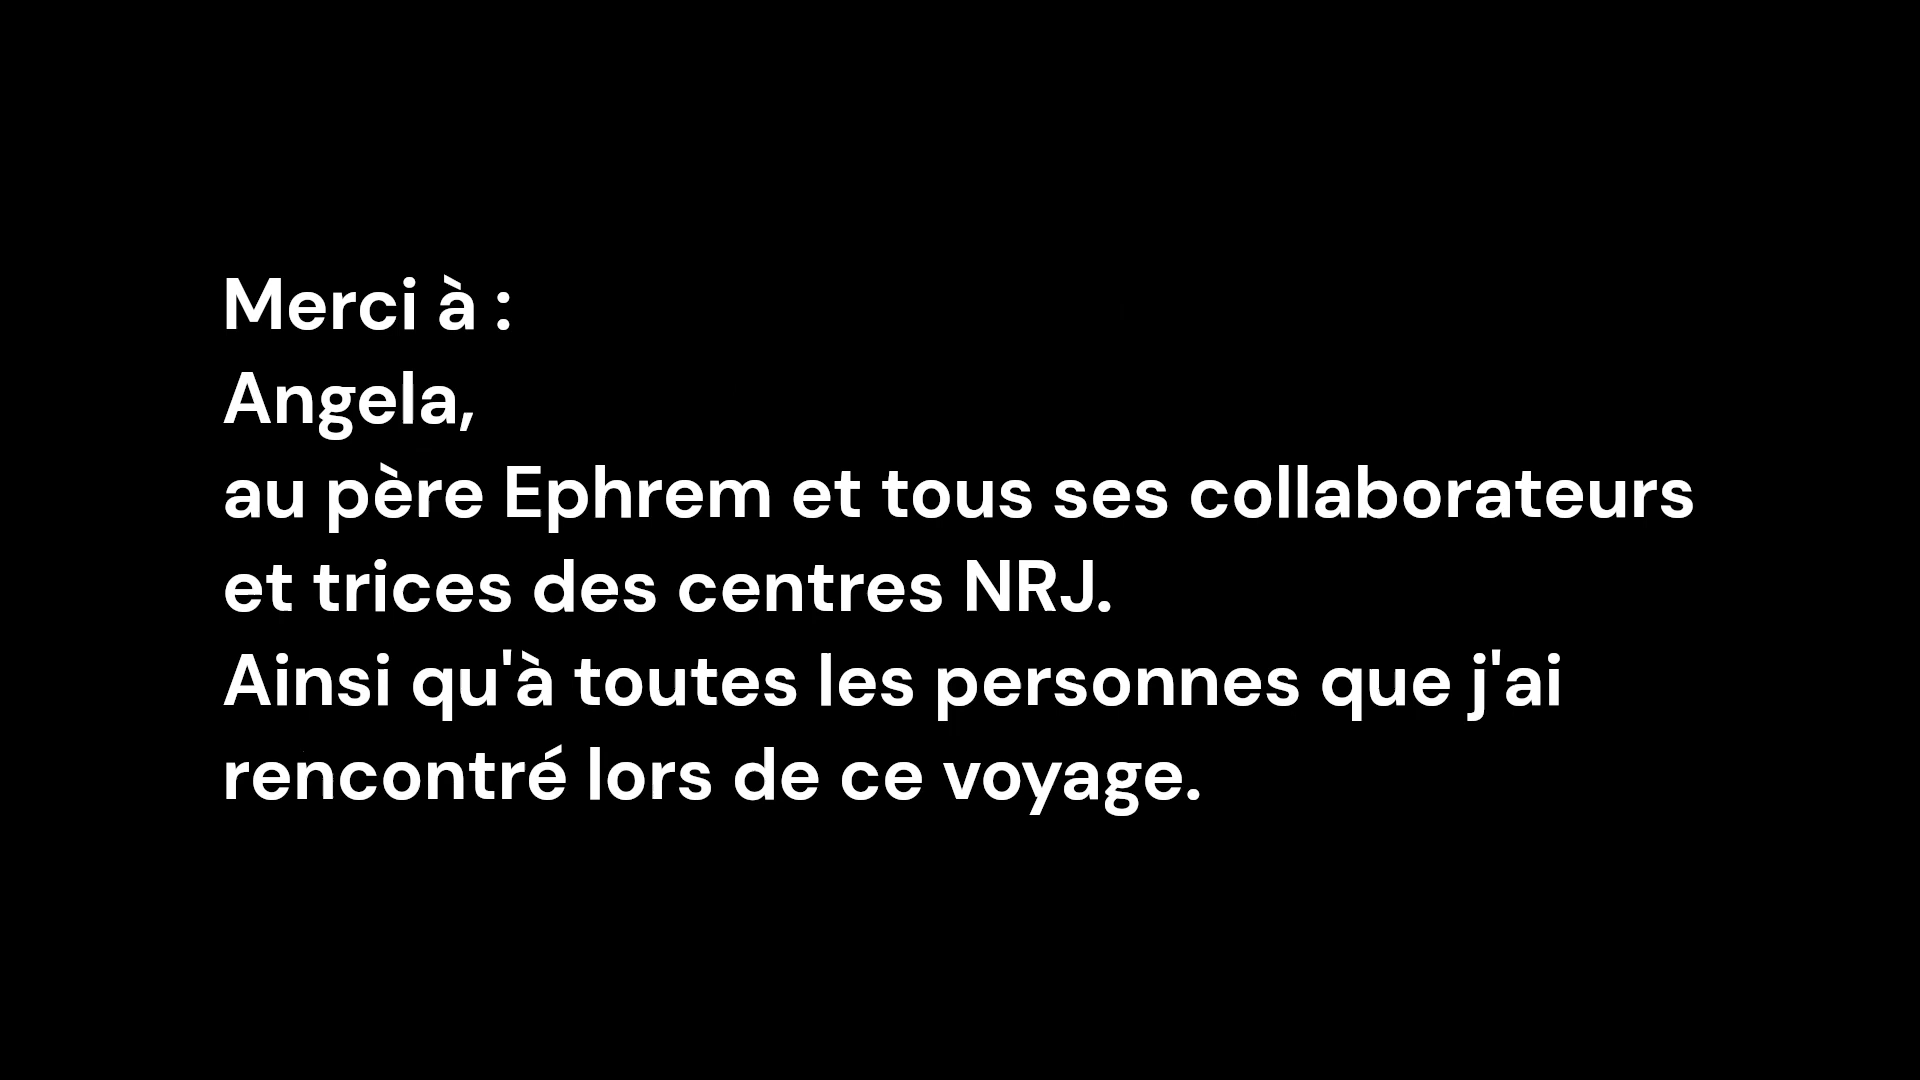 Merci à :
Angela,
au père Ephrem et tous ses collaborateurs
et trices des centres NRJ.
Ainsi qu'à toutes les personnes que j'ai
rencontré lors de ce voyage.